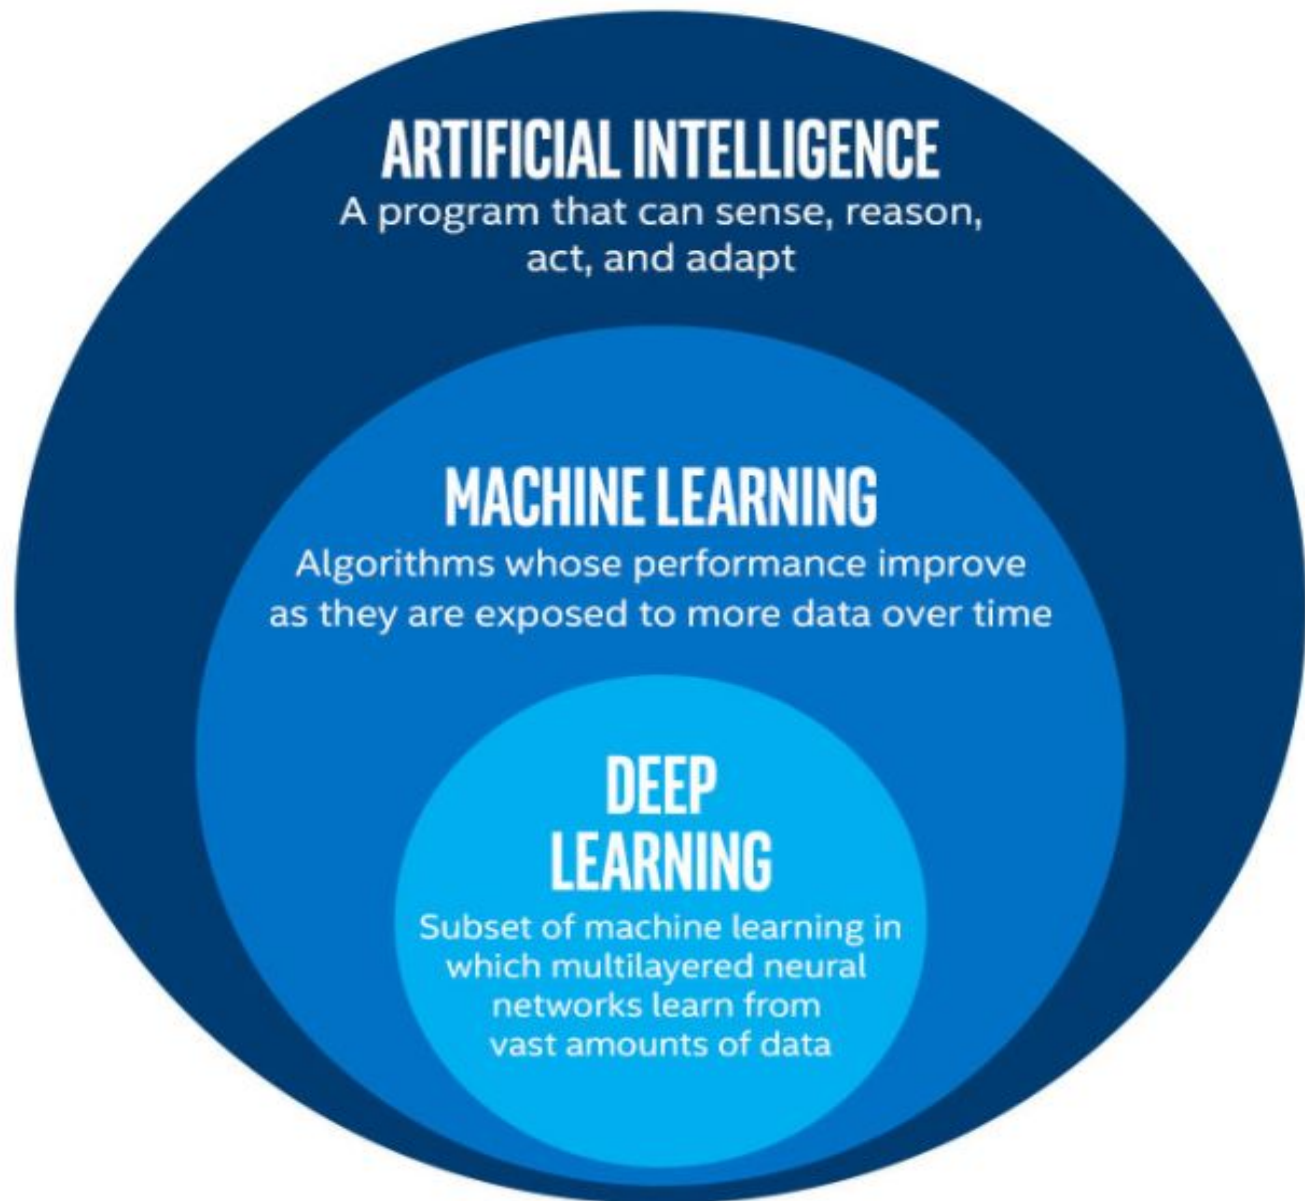 ARTIFICIAL INTELLIGENCE
A program that can sense, reason,
act, and adapt
MACHINE LEARNING
Algorithms whose performance improve
as they are exposed to more data over time
DEEP
LEARNING
Subset of machine learning in
which multilayered neural
networks learn from
vast amounts of data